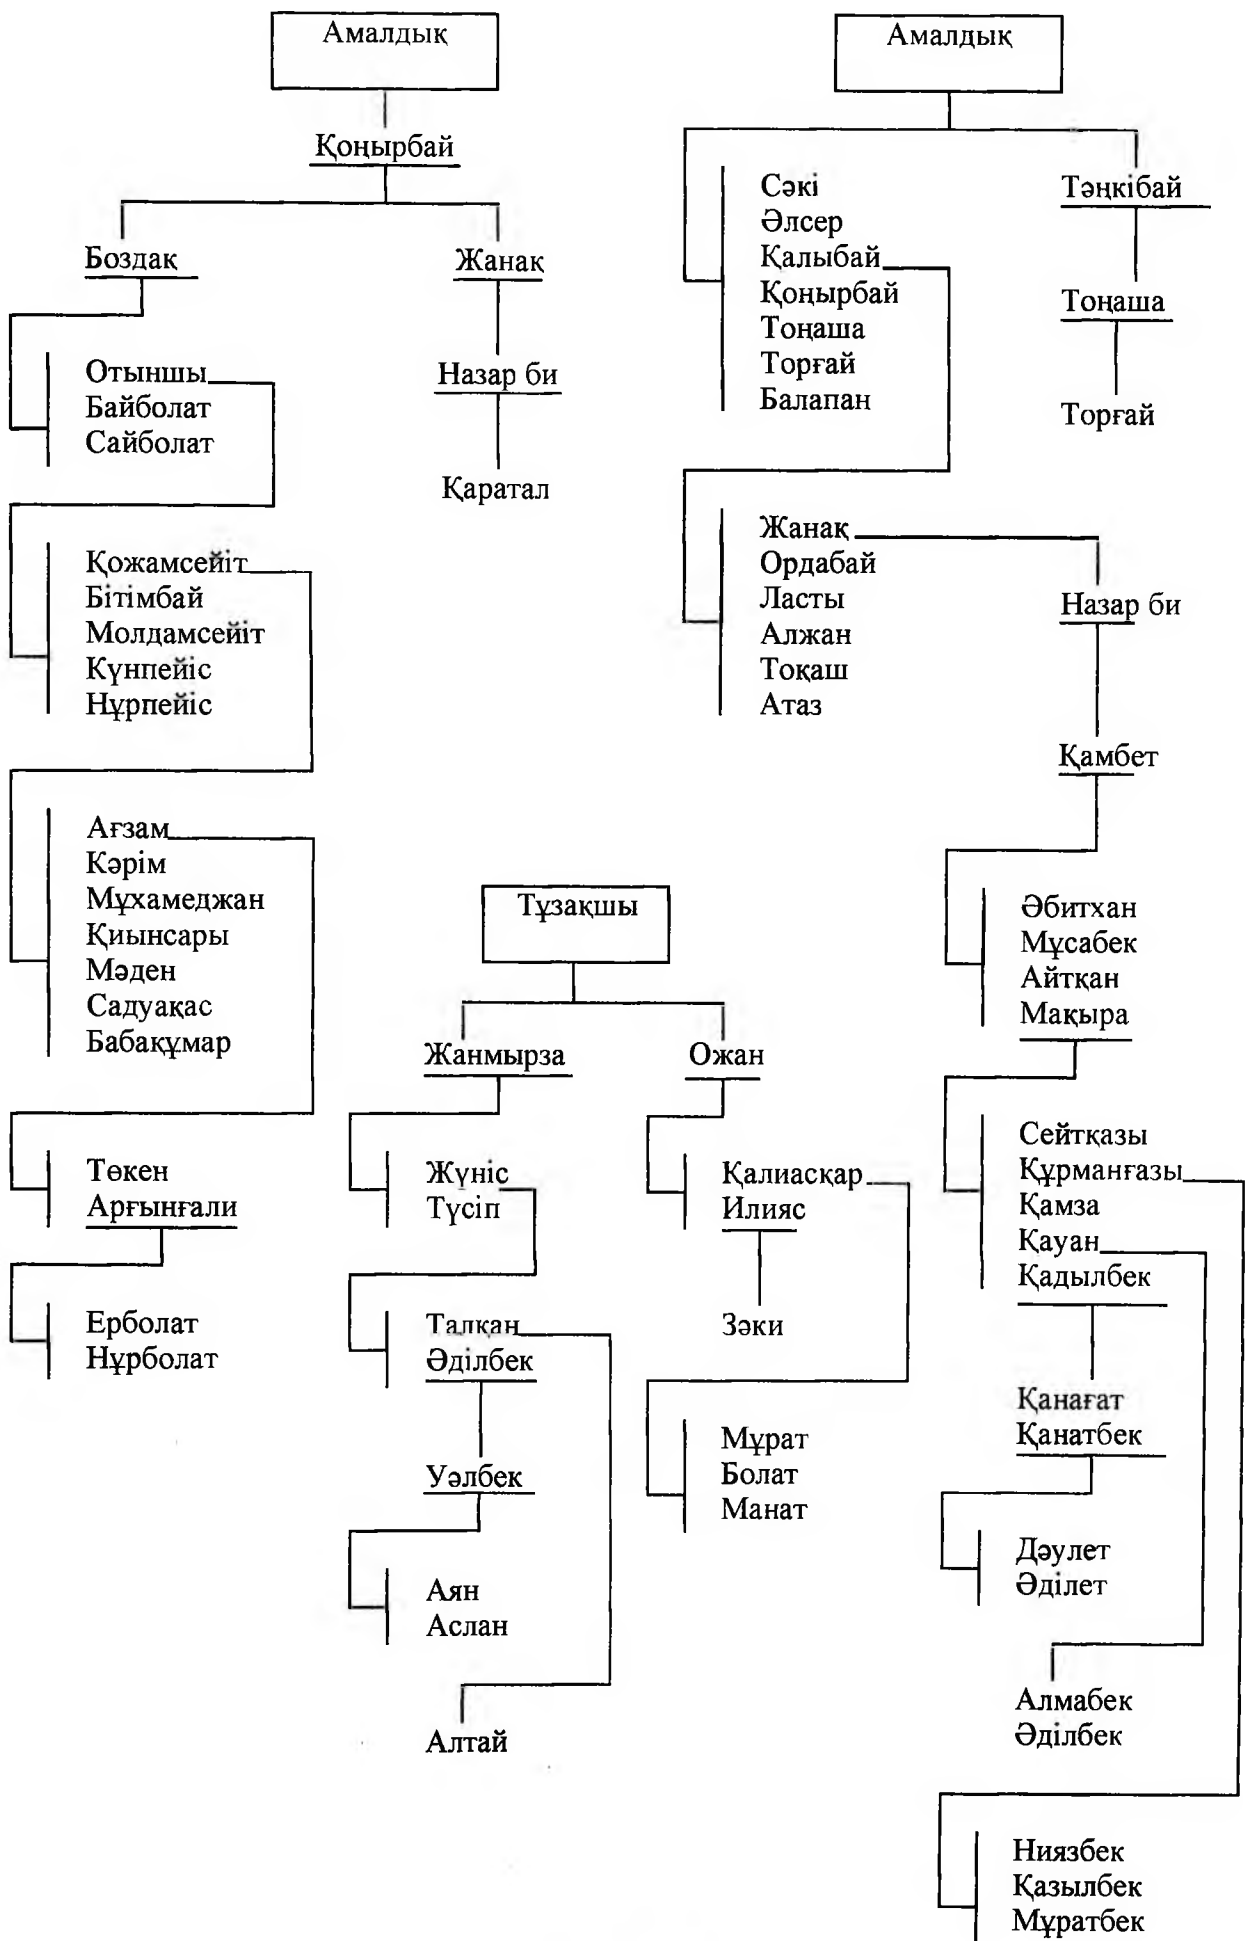 Амалдық
Қоңырбай
Боздақ
Жанақ
Отыншы
Байболат
Сайболат
Назар би
Қаратал
Қожамсейіт
Бітімбай
Молдамсейіт
Күнпейіс
Нұрпейіс
Ағзам
Кәрім
Мұхамеджан
Қиынсары
Мәден
Садуақас
Бабақұмар
Төкен
Арғынғали
Ерболат
Нұрболат
Тұзақшы
Жанмырза
Ожан
Жүніс
Түсіп
Қалиасқар
Илияс
Талқан
Әділбек
Зәки
Уәлбек
Мұрат
Болат
Манат
Аян
Аслан
Алтай
Амалдық
Сәкі
Әлсер
Қалыбай
Қоңырбай
Тоңаша
Торғай
Балапан
Тәңкібай
Тоңаша
Торғай
Жанақ
Ордабай
Ласты
Алжан
Тоқаш
Атаз
Назар би
Қамбет
Әбитхан
Мұсабек
Айтқан
Мақыра
Сейтқазы
Құрманғазы
Қамза
Қауан
Қадылбек
Қанағат
Қанатбек
Дәулет
Әділет
Алмабек
Әділбек
Ниязбек
Қазылбек
Мұратбек